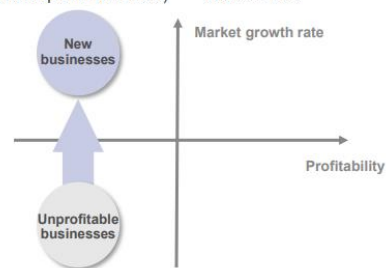 New
businesses
Market growth rate
Profitability
Unprofitable
businesses